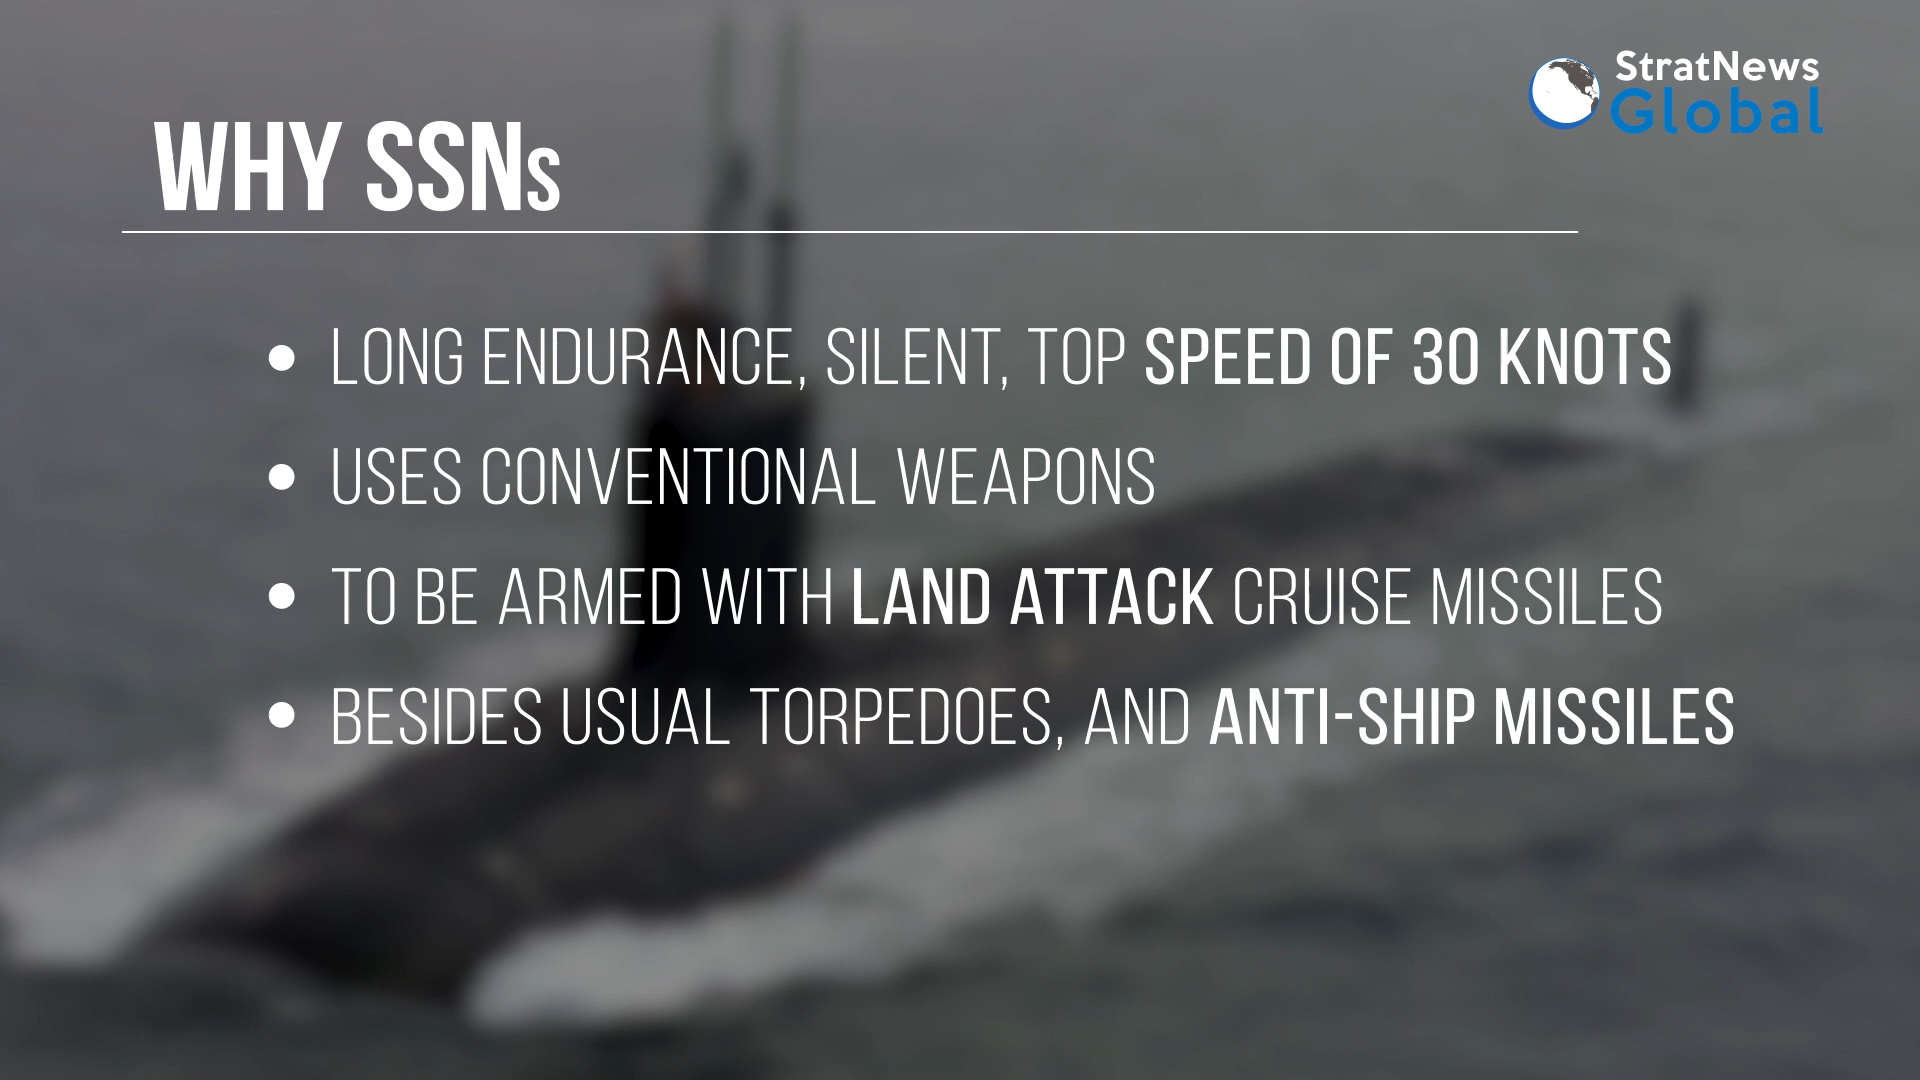 StratNews
Global
WHY SSNs
• LONG ENDURANCE, SILENT, TOP SPEED OF 30 KNOTS
• USES CONVENTIONAL WEAPONS
• TO BE ARMED WITH LAND ATTACK CRUISE MISSILES
• BESIDES USUAL TORPEDOES, AND ANTI-SHIP MISSILES